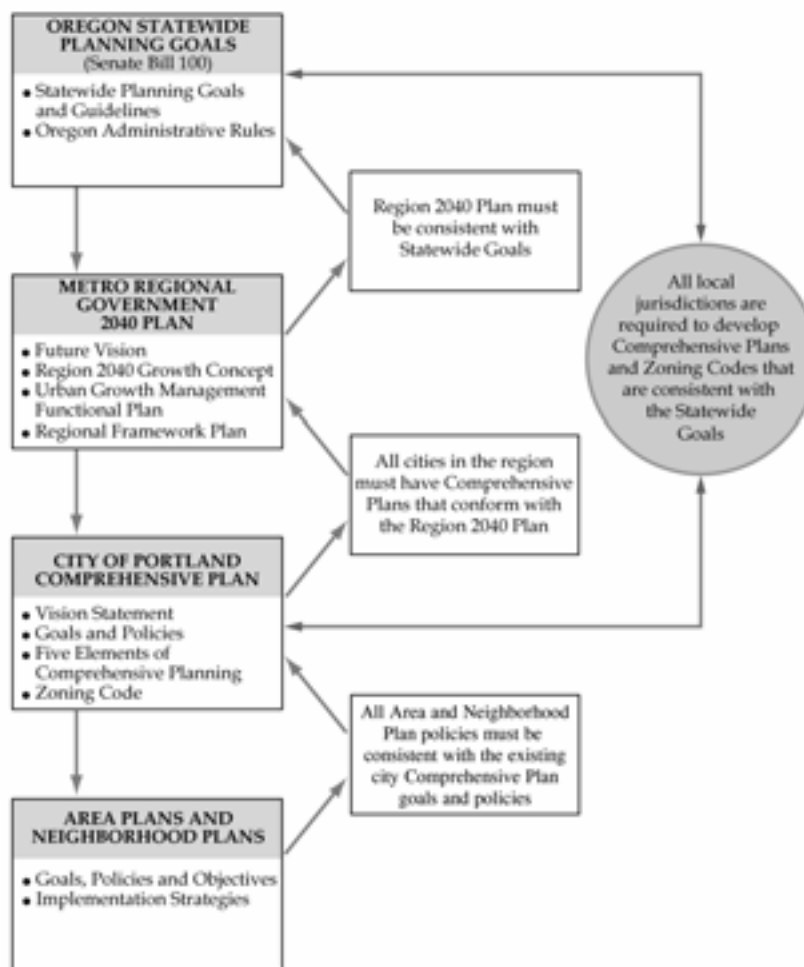 OREGON STATEWIDE
PLANNING GOALS
(Senate Bill 100)
• Statewide Planning Goals
and Guidelines
• Oregon Administrative Rules
Region 2040 Plan must
be consistent with
Statewide Goals
METRO REGIONAL
GOVERNMENT
2040 PLAN
• Future Vision
• Region 2040 Growth Concept
• Urban Growth Management
Functional Plan
• Regional Framework Plan
All local
jurisdictions are
required to develop
Comprehensive Plans
and Zoning Codes that
are consistent with
the Statewide
Goals
All cities in the region
must have Comprehensive
Plans that conform with
the Region 2040 Plan
CITY OF PORTLAND
COMPREHENSIVE PLAN
• Vision Statement
• Goals and Policies
• Five Elements of
Comprehensive Planning
• Zoning Code
All Area and Neighborhood
Plan policies must be
consistent with the existing
city Comprehensive Plan
goals and policies
AREA PLANS AND
NEIGHBORHOOD PLANS
• Goals, Policies and Objectives
• Implementation Strategies